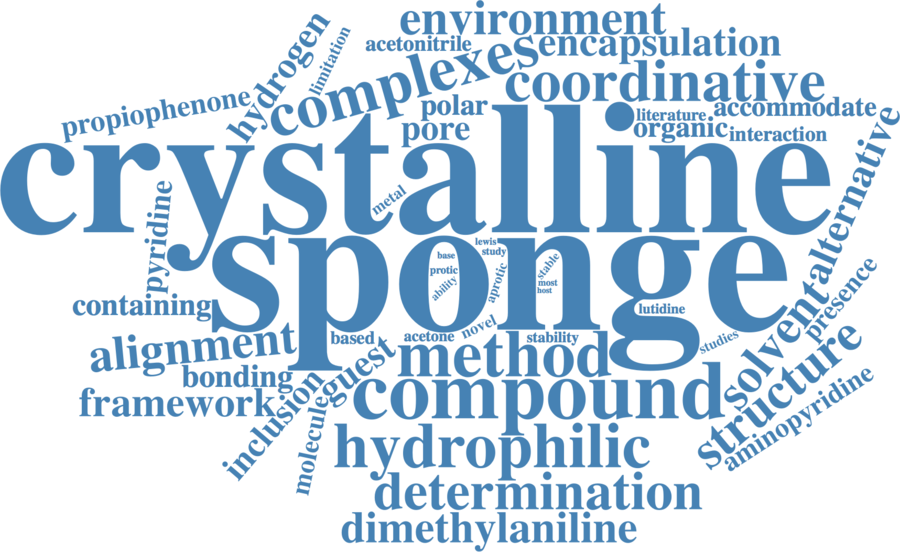 environment
acetonitrile
encapsulation
hydrogen
limitation
complexes
coordinative
propiophenone
polar
pore
literature
accommodate
organic
interaction
crystalline
alternative
metal
pyridine
sponge
lewis
study
base
protic
ability
aprotic
stable
most
host
containing
lutidine
presence
alignment
based
acetone
novel
stability
studies
solvent
bonding
guest
method
structure
framework
inclusion
molecule
compound
aminopyridine
hydrophilic
determination
dimethylaniline